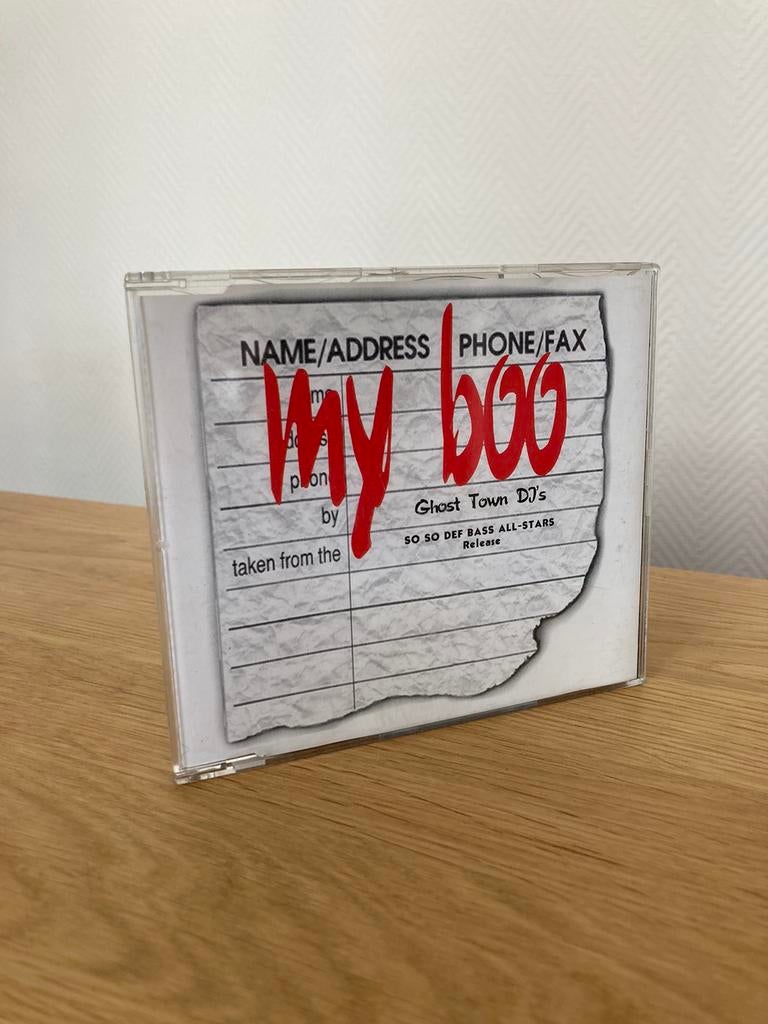 NAME/ADDRESS PHONE/FAX
my boo
phone
by Ghost Town DJ's
SO SO DEF BASS ALL-STARS
Release
taken from the